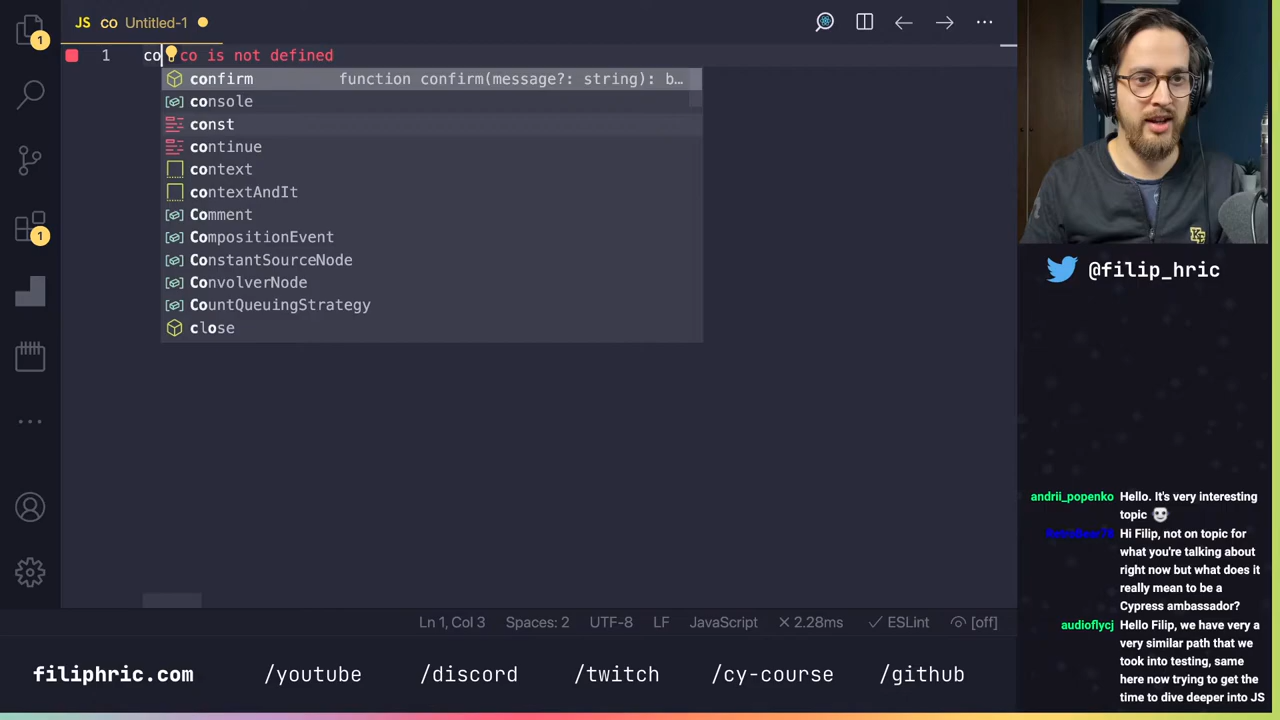 JS co Untitled-1
1 co co is not defined
confirm function confirm(message?: string): b…
console
const
continue
context
contextAndIt
Comment
CompositionEvent
ConstantSourceNode
ConvolverNode
CountQueuingStrategy
close
1
1
Ln 1, Col 3 Spaces: 2 UTF-8 LF JavaScript 2.28ms ESLint [off]
@filip_hric
andrii_popenko Hello. It's very interesting
topic
RetroBear78 Hi Filip, not on topic for
what you're talking about
right now but what does it
really mean to be a
Cypress ambassador?
audioflycj Hello Filip, we have very a
very similar path that we
took into testing, same
here now trying to get the
time to dive deeper into JS
filiphric.com /youtube /discord /twitch /cy-course /github